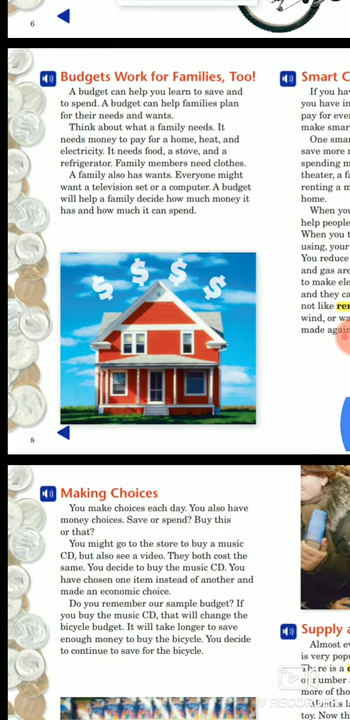 6
Budgets Work for Families, Too!
A budget can help you learn to save and
to spend. A budget can help families plan
for their needs and wants.
Think about what a family needs. It
needs money to pay for a home, heat, and
electricity. It needs food, a stove, and a
refrigerator. Family members need clothes.
A family also has wants. Everyone might
want a television set or a computer. A budget
will help a family decide how much money it
has and how much it can spend.
$ $ $ $
8
Smart C
If you hav
you have in
pay for eve
make smar
One smar
save more
spending m
theater, a f
renting a m
home.
When you
help people
When you t
using, your
You reduce
and gas are
to make ele
and they ca
not like re
wind, or wa
made again
Making Choices
You make choices each day. You also have
money choices. Save or spend? Buy this
or that?
You might go to the store to buy a music
CD, but also see a video. They both cost the
same. You decide to buy the music CD. You
have chosen one item instead of another and
made an economic choice.
Do you remember our sample budget? If
you buy the music CD, that will change the
bicycle budget. It will take longer to save
enough money to buy the bicycle. You decide
to continue to save for the bicycle.
Supply a
Almost ev
is very popu
There is a
number
more of tho
toy. Now th